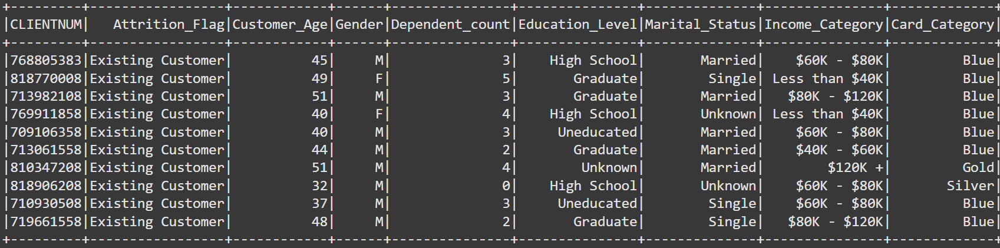 +---------+-----------------+------------+------+---------------+---------------+--------------+---------------+-------------+
|CLIENTNUM|   Attrition_Flag|Customer_Age|Gender|Dependent_count|Education_Level|Marital_Status|Income_Category|Card_Category|
+---------+-----------------+------------+------+---------------+---------------+--------------+---------------+-------------+
|768805383|Existing Customer|          45|     M|              3|    High School|       Married|    $60K - $80K|         Blue|
|818770008|Existing Customer|          49|     F|              5|       Graduate|        Single| Less than $40K|         Blue|
|713982108|Existing Customer|          51|     M|              3|       Graduate|       Married|   $80K - $120K|         Blue|
|769911858|Existing Customer|          40|     F|              4|    High School|       Unknown| Less than $40K|         Blue|
|709106358|Existing Customer|          40|     M|              3|     Uneducated|       Married|    $60K - $80K|         Blue|
|713061558|Existing Customer|          44|     M|              2|       Graduate|       Married|    $40K - $60K|         Blue|
|810347208|Existing Customer|          51|     M|              4|        Unknown|       Married|        $120K +|         Gold|
|818906208|Existing Customer|          32|     M|              0|    High School|       Unknown|    $60K - $80K|       Silver|
|710930508|Existing Customer|          37|     M|              3|     Uneducated|        Single|    $60K - $80K|         Blue|
|719661558|Existing Customer|          48|     M|              2|       Graduate|        Single|   $80K - $120K|         Blue|
+---------+-----------------+------------+------+---------------+---------------+--------------+---------------+-------------+